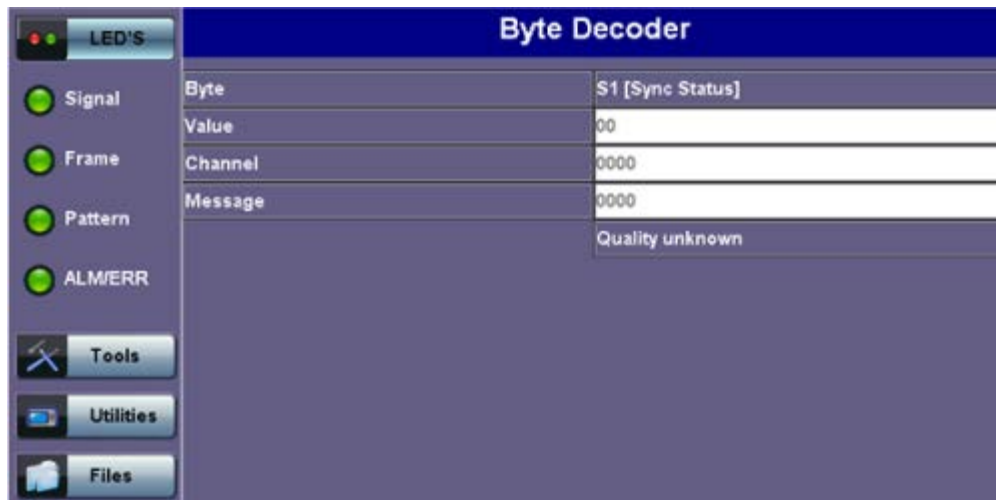 LED'S
Byte Decoder
Signal
Frame
Pattern
ALM/ERR
Tools
Utilities
Files
Byte S1 [Sync Status]
Value 00
Channel 0000
Message 0000
Quality unknown